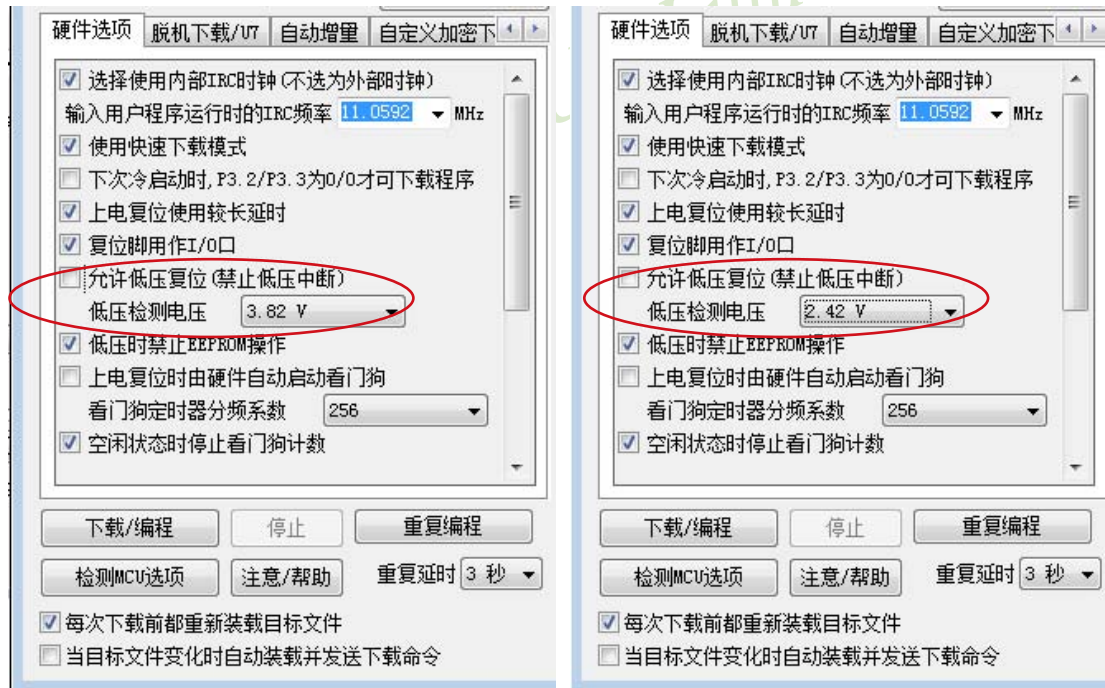 硬件选项 脱机下载/U7 自动增量 自定义加密下
选择使用内部IRC时钟(不选为外部时钟)
输入用户程序运行时的IRC频率 11.0592 MHz
使用快速下载模式
下次冷启动时,P3.2/P3.3为0/0才可下载程序
上电复位使用较长延时
复位脚用作I/O口
允许低压复位(禁止低压中断)
低压检测电压 3.82 V
低压时禁止EEPROM操作
上电复位时由硬件自动启动看门狗
看门狗定时器分频系数 256
空闲状态时停止看门狗计数
下载/编程 停止 重复编程
检测MCU选项 注意/帮助 重复延时 3 秒
每次下载前都重新装载目标文件
当目标文件变化时自动装载并发送下载命令
硬件选项 脱机下载/U7 自动增量 自定义加密下
选择使用内部IRC时钟(不选为外部时钟)
输入用户程序运行时的IRC频率 11.0592 MHz
使用快速下载模式
下次冷启动时,P3.2/P3.3为0/0才可下载程序
上电复位使用较长延时
复位脚用作I/O口
允许低压复位(禁止低压中断)
低压检测电压 2.42 V
低压时禁止EEPROM操作
上电复位时由硬件自动启动看门狗
看门狗定时器分频系数 256
空闲状态时停止看门狗计数
下载/编程 停止 重复编程
检测MCU选项 注意/帮助 重复延时 3 秒
每次下载前都重新装载目标文件
当目标文件变化时自动装载并发送下载命令